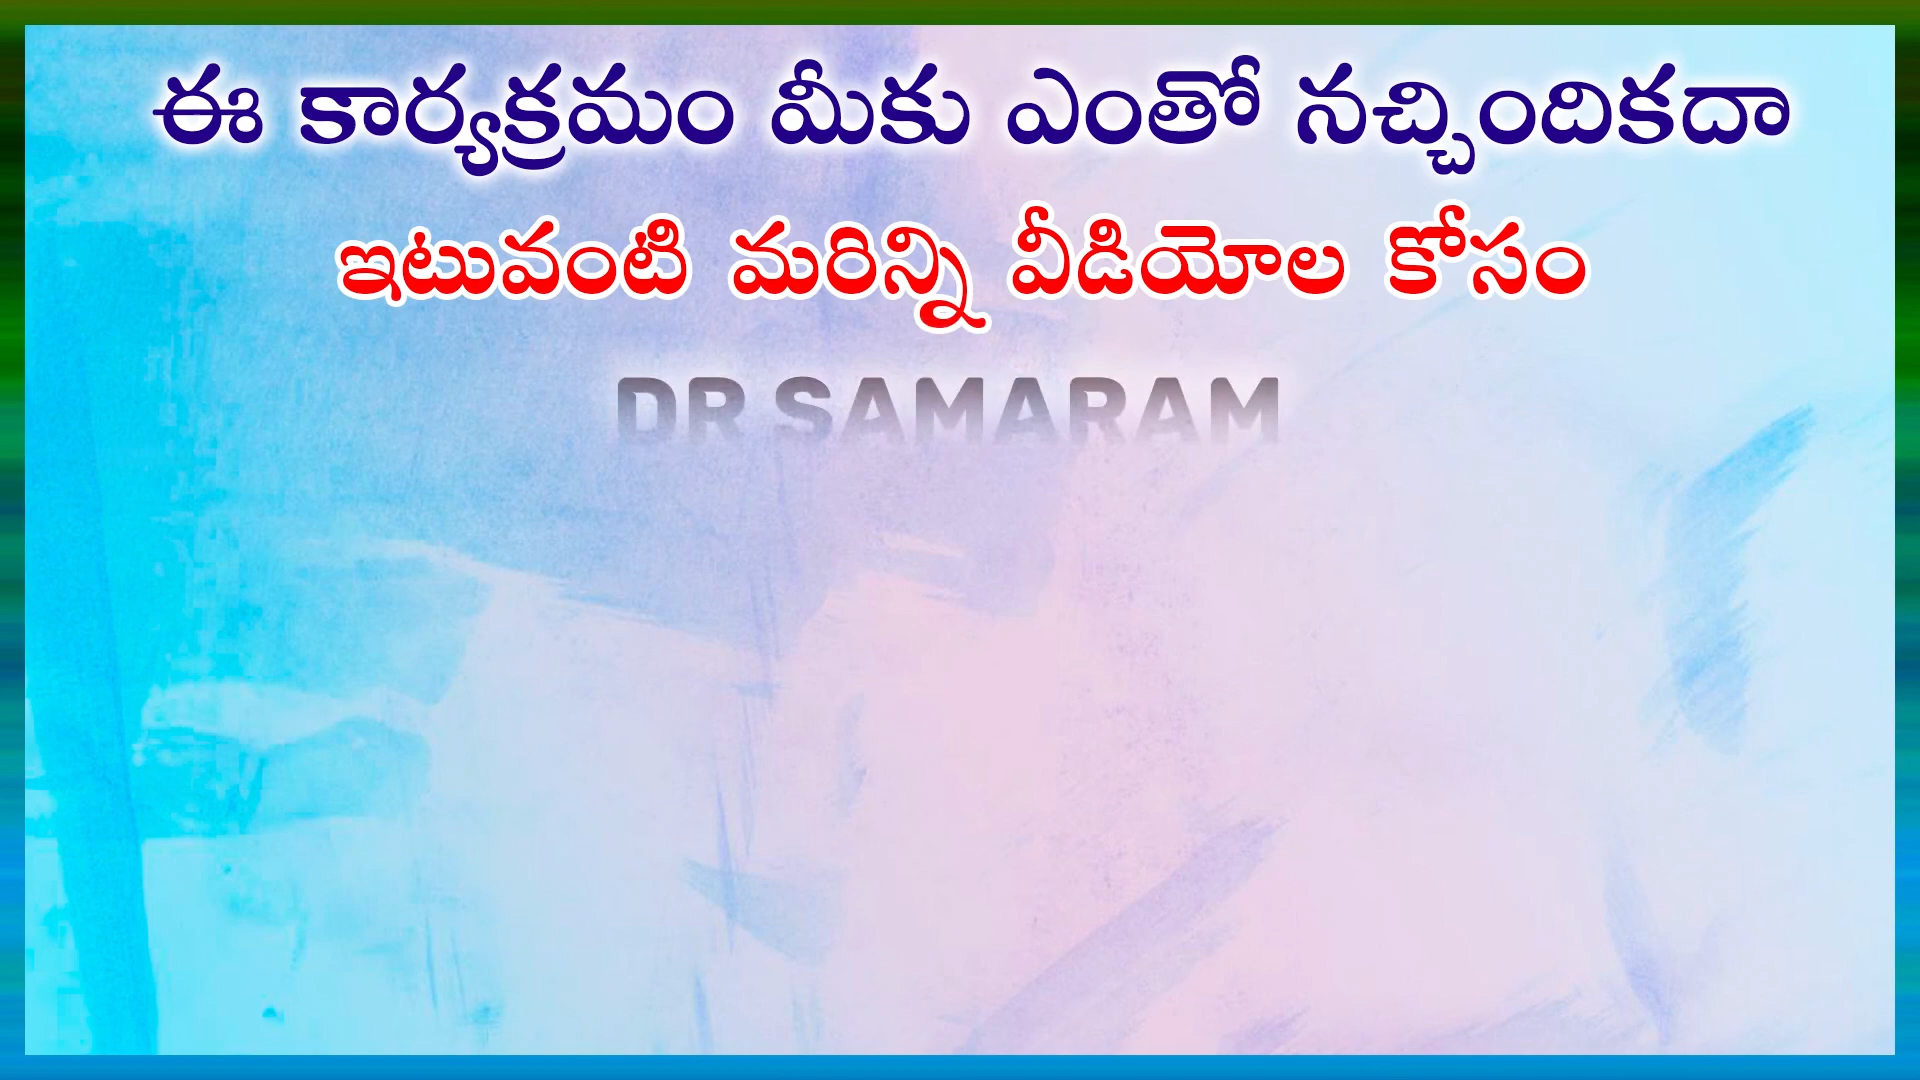 ఈ కార్యక్రమం మీకు ఎంతో నచ్చిందికదా
ఇటువంటి మరిన్ని వీడియోల కోసం
DR SAMARAM